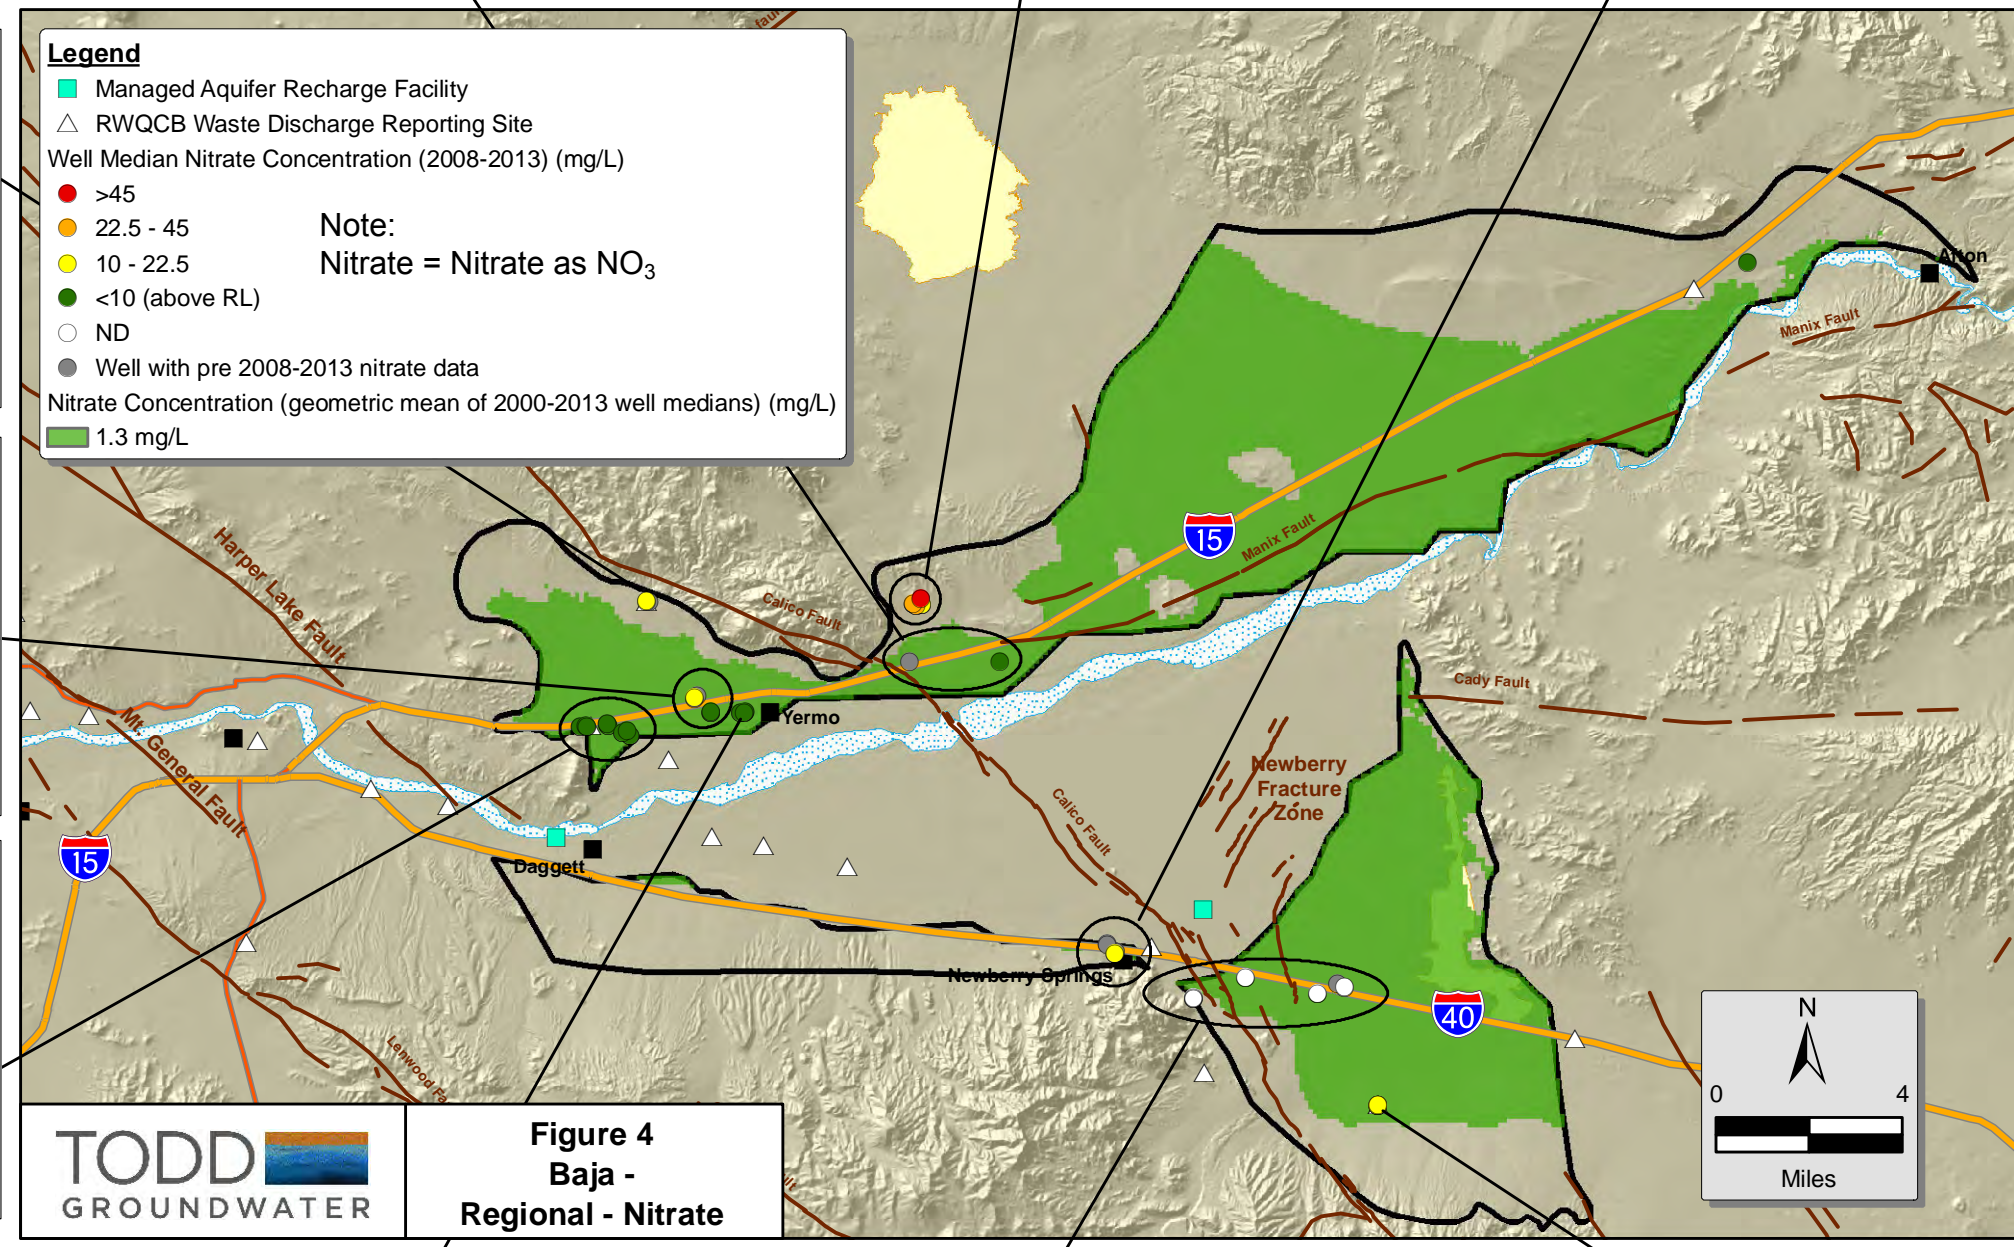 Legend
Managed Aquifer Recharge Facility
RWQCB Waste Discharge Reporting Site
Well Median Nitrate Concentration (2008-2013) (mg/L)
>45
22.5 - 45
10 - 22.5
<10 (above RL)
ND
Well with pre 2008-2013 nitrate data
Nitrate Concentration (geometric mean of 2000-2013 well medians) (mg/L)
1.3 mg/L
Note:
Nitrate = Nitrate as NO3
Afton
Manix Fault
15
Manix Fault
Harper Lake Fault
Calico Fault
Cady Fault
Yermo
Mt. General Fault
Newberry
Fracture
Zone
Calico Fault
15
Daggett
Newberry Springs
40
Lenwood
N
0 4
Miles
TODD
GROUNDWATER
Figure 4
Baja -
Regional - Nitrate